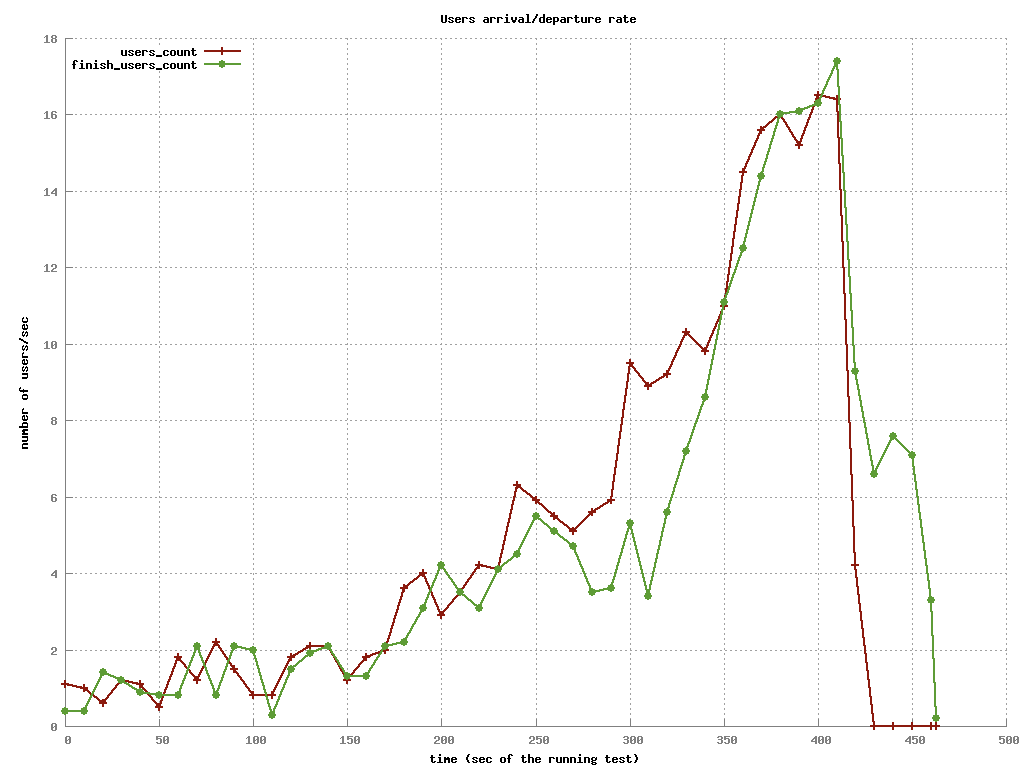 Users arrival/departure rate
users_count
finish_users_count
18
16
14
12
10
8
6
4
2
0
number of users/sec
0 50 100 150 200 250 300 350 400 450 500
time (sec of the running test)